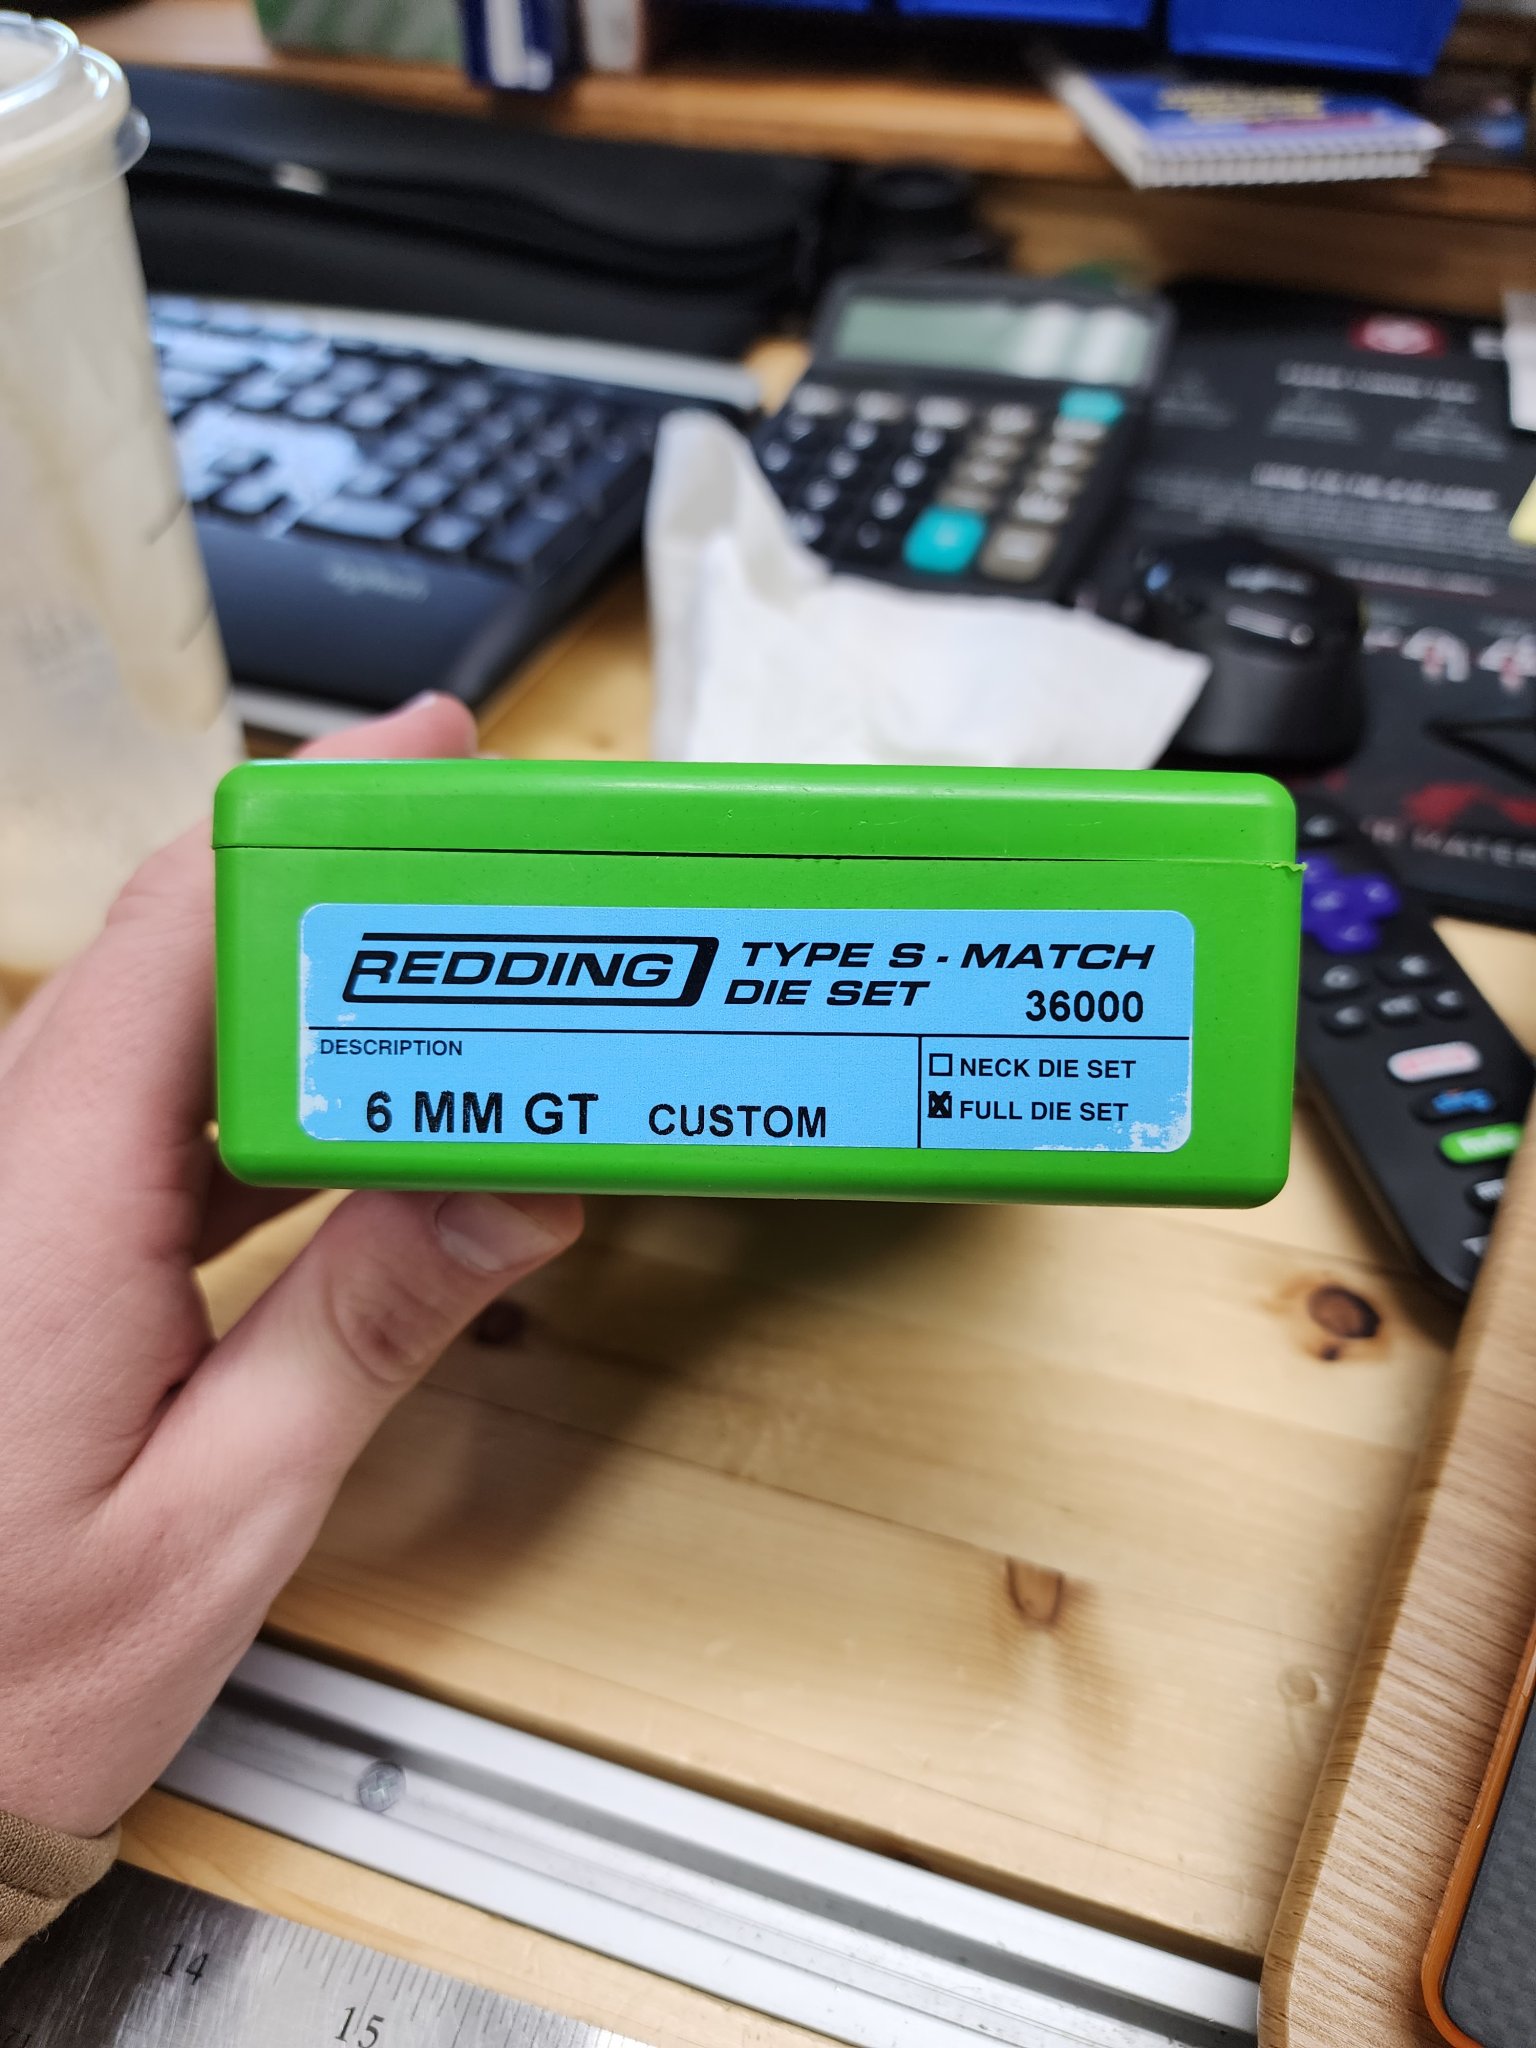 REDDING TYPE S - MATCH
DIE SET 36000
DESCRIPTION
6 MM GT CUSTOM
☐ NECK DIE SET
☒ FULL DIE SET
14
15